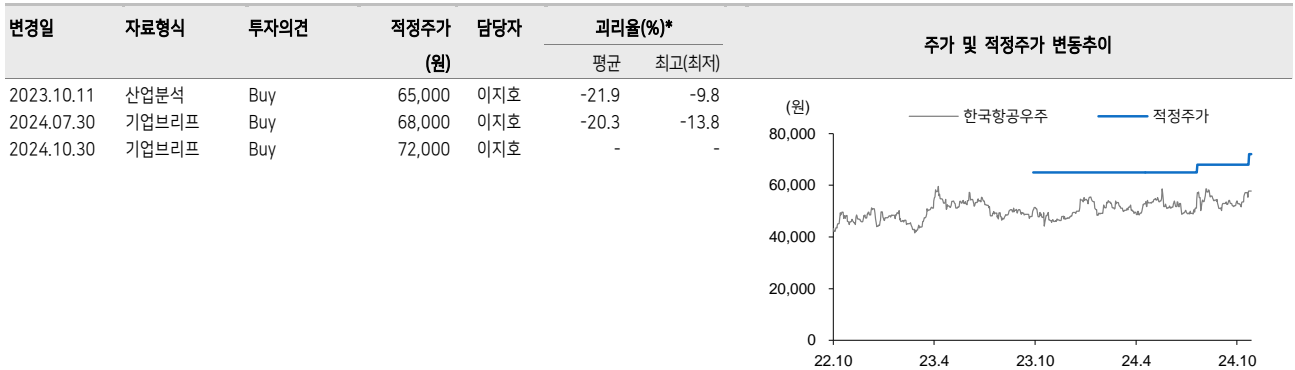 변경일 자료형식 투자의견 적정주가 담당자 괴리율(%)* 주가 및 적정주가 변동추이
(원) 평균 최고(최저)
2023.10.11 산업분석 Buy 65,000 이지호 -21.9 -9.8
2024.07.30 기업브리프 Buy 68,000 이지호 -20.3 -13.8
2024.10.30 기업브리프 Buy 72,000 이지호 - -
(원) 한국항공우주 적정주가
80,000
60,000
40,000
20,000
0
22.10 23.4 23.10 24.4 24.10